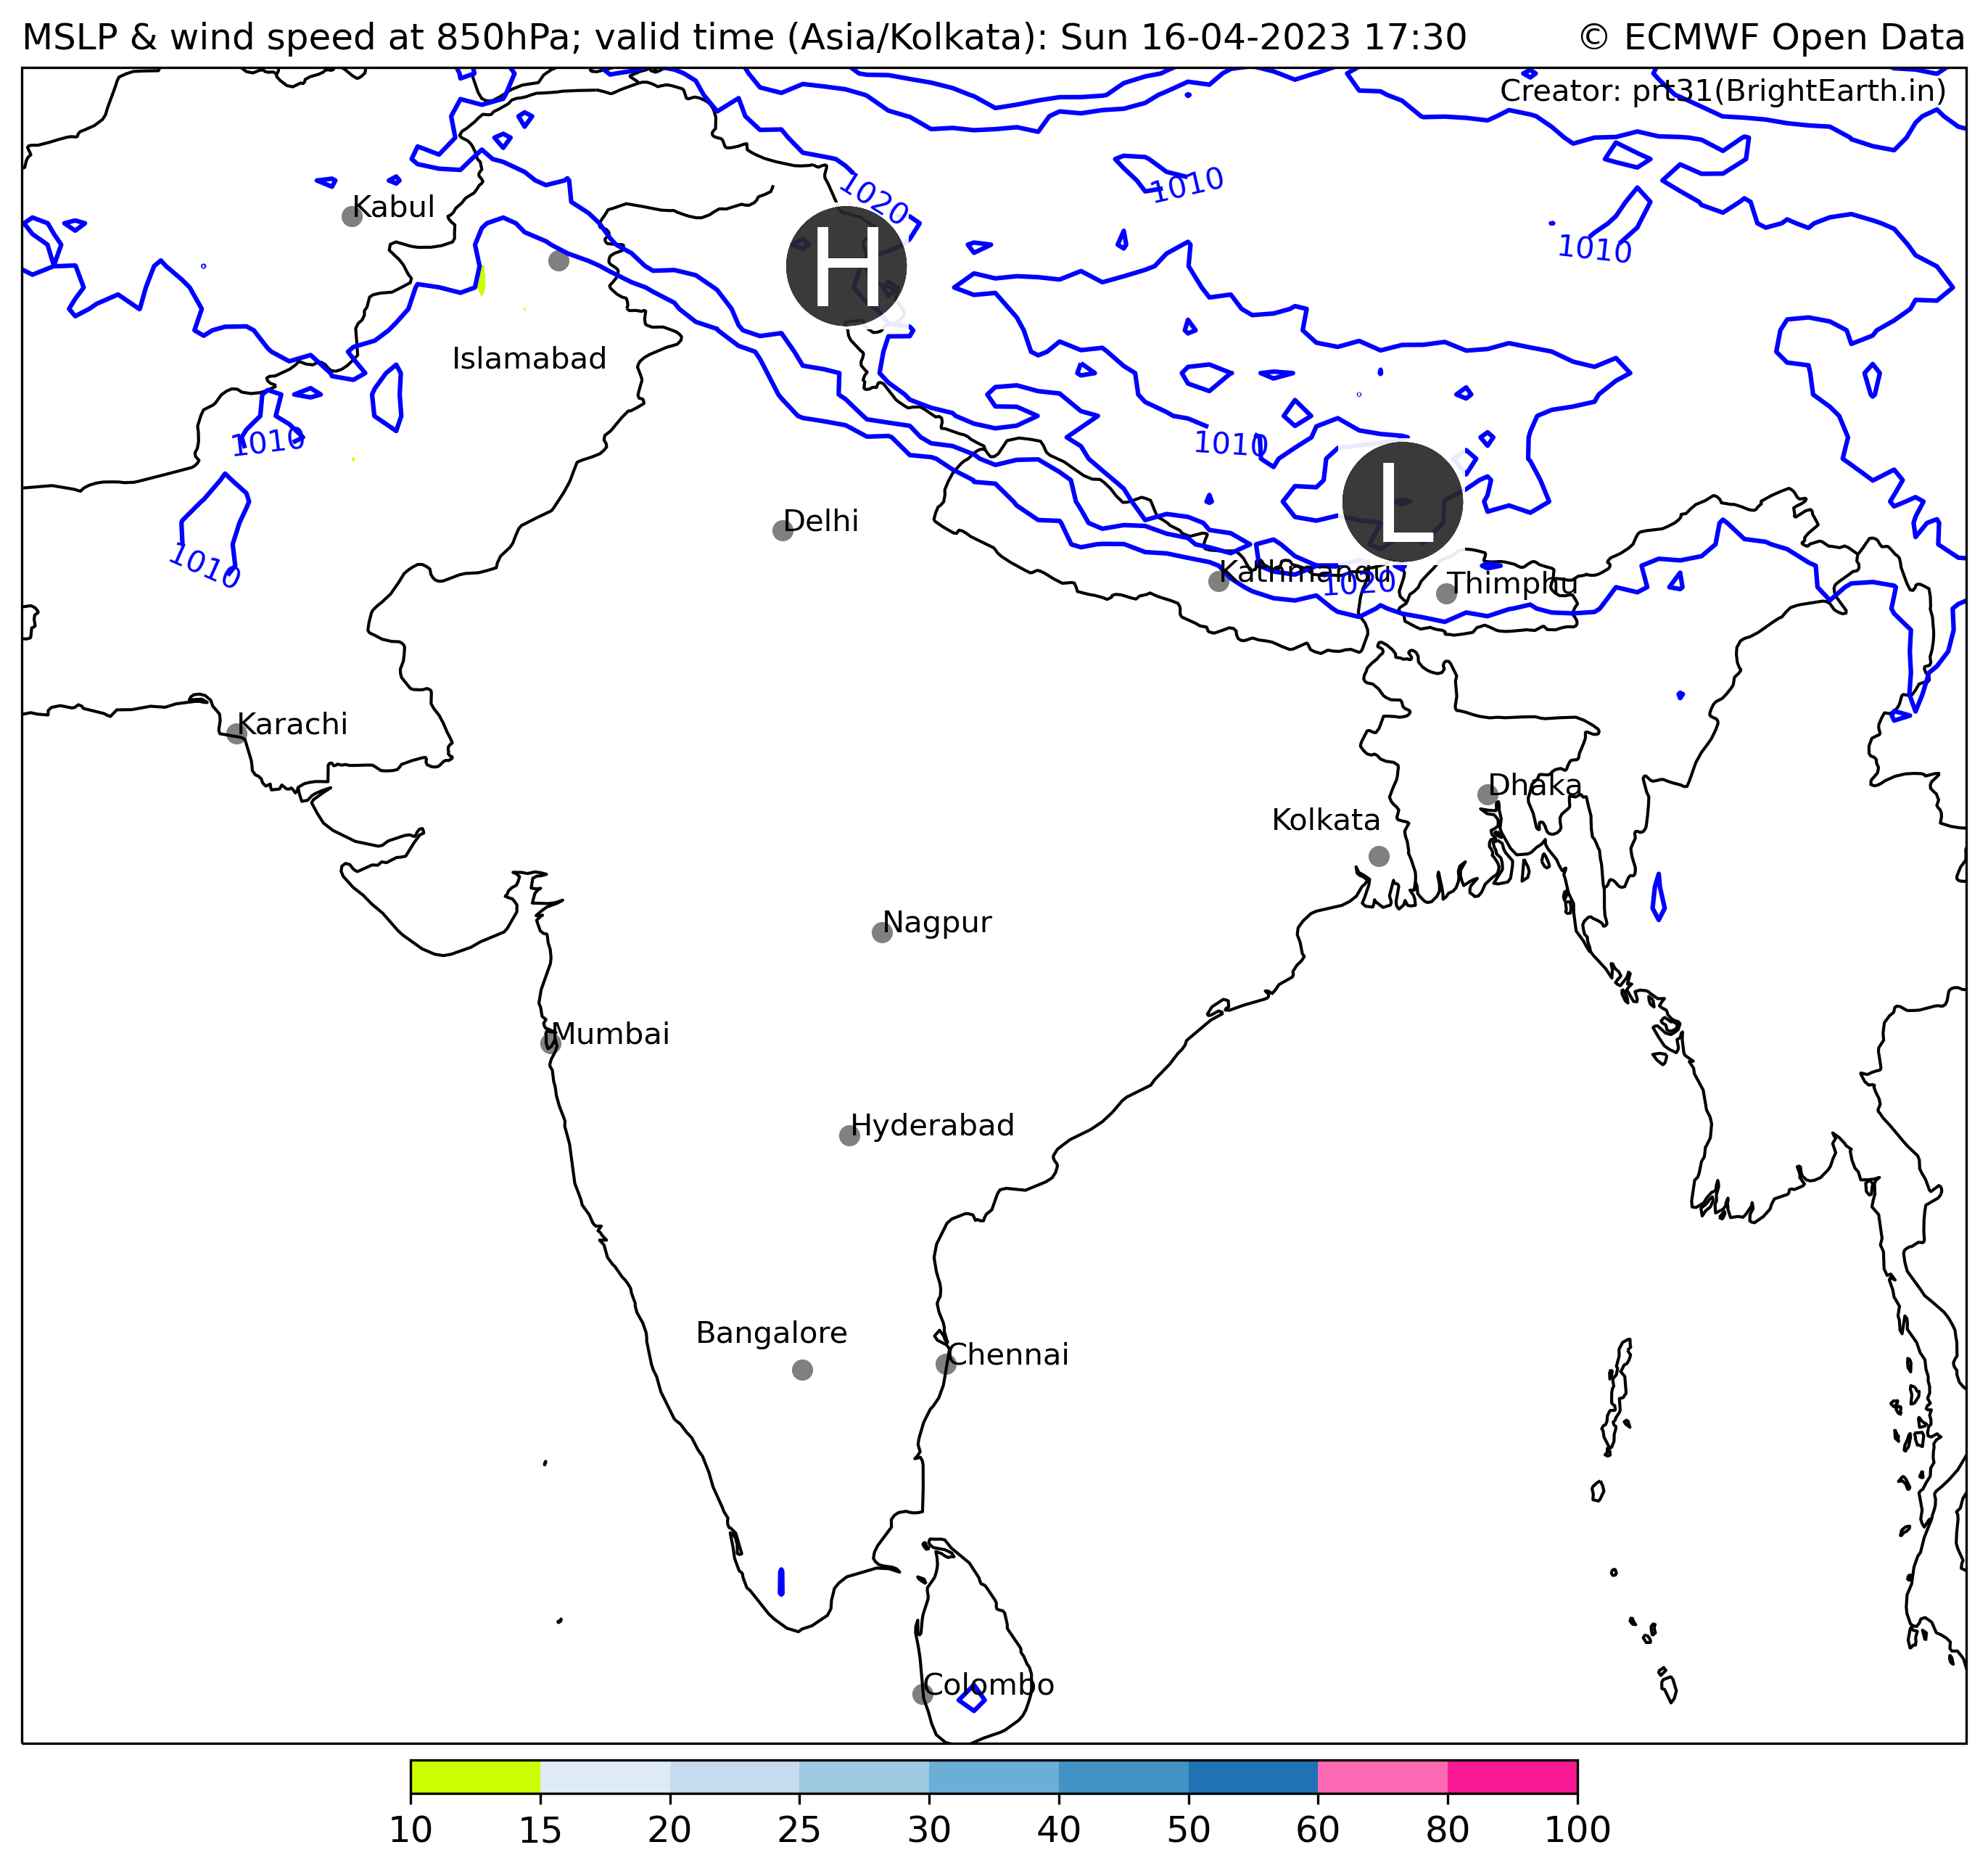 MSLP & wind speed at 850hPa; valid time (Asia/Kolkata): Sun 16-04-2023 17:30 © ECMWF Open Data
Creator: prt31(BrightEarth.in)
1020
1010
Kabul
1010
H
Islamabad
1010
1010
L
Delhi
1010
Kathmandu
1020
Thimphu
Karachi
Dhaka
Kolkata
Nagpur
Mumbai
Hyderabad
Bangalore
Chennai
Colombo
10 15 20 25 30 40 50 60 80 100